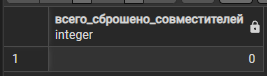 всего_сброшено_совместителей
integer
1 0